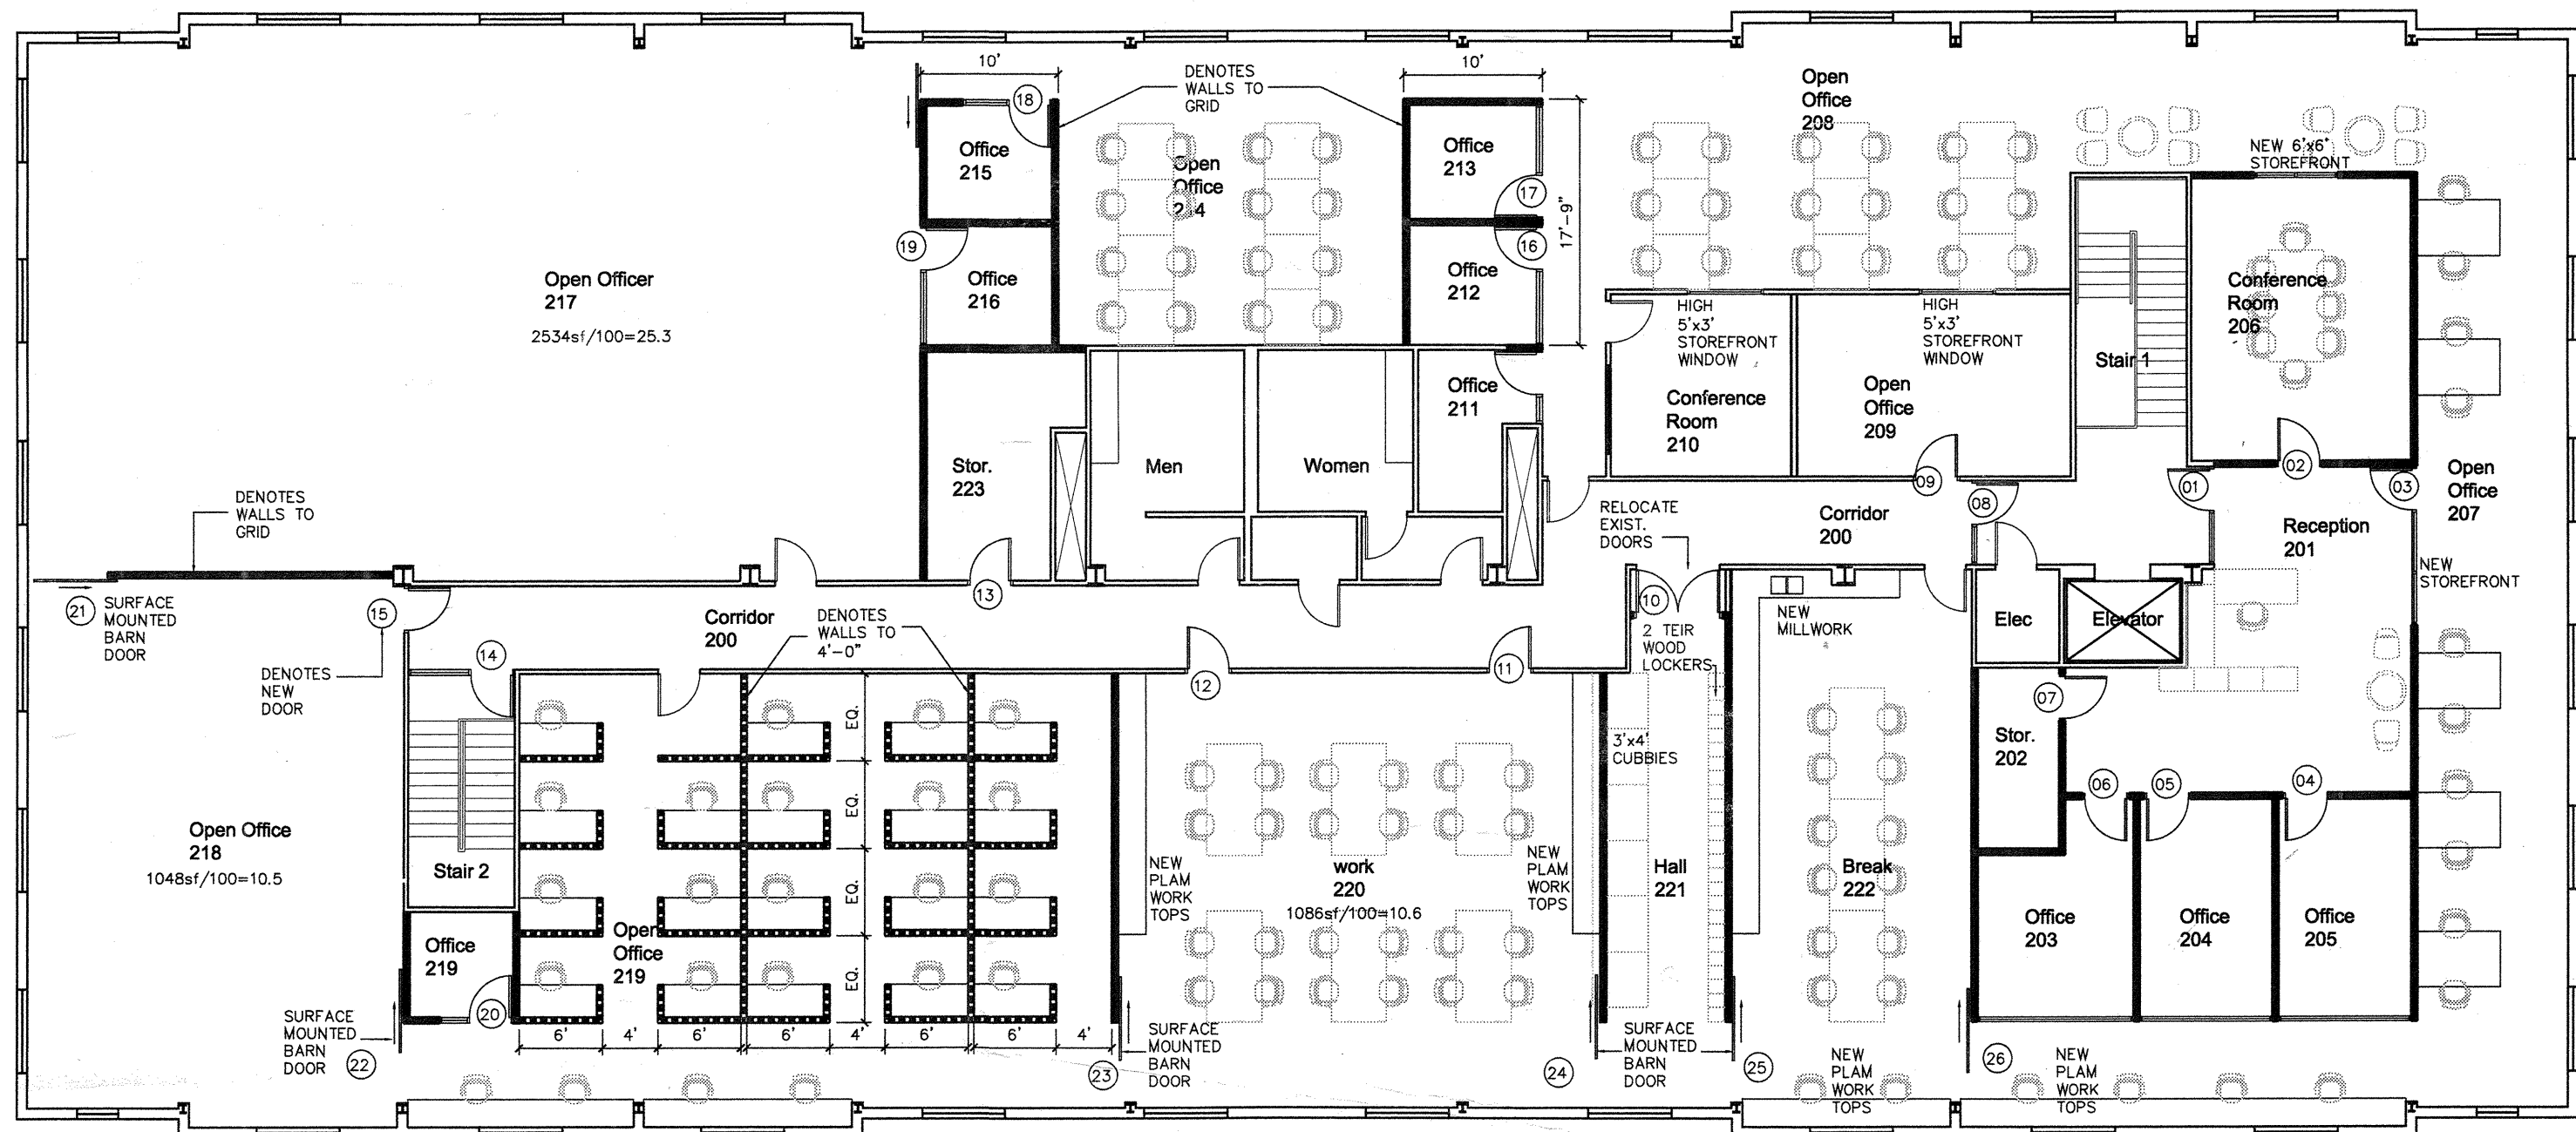 10'
18
DENOTES
WALLS TO
GRID
10'
Open
Office
208
Office
215
Open
Office
Office
213
17
17'-9"
NEW 6'x6'
STOREFRONT
19
16
Office
216
Office
212
Open Officer
217
2534sf/100=25.3
HIGH
5'x3'
STOREFRONT
WINDOW
HIGH
5'x3'
STOREFRONT
WINDOW
Conference
Room
206
Stair 1
Office
211
Conference
Room
210
Open
Office
209
Stor.
223
Men
Women
09
02
01
03
Open
Office
207
DENOTES
WALLS TO
GRID
RELOCATE
EXIST.
DOORS
08
Corridor
200
Reception
201
NEW
STOREFRONT
21
SURFACE
MOUNTED
BARN
DOOR
15
13
Corridor
200
DENOTES
WALLS TO
4'-0"
10
2 TEIR
WOOD
LOCKERS
NEW
MILLWORK
Elec
Elevator
14
DENOTES
NEW
DOOR
12
11
07
EQ.
EQ.
EQ.
EQ.
3'x4'
CUBBIES
Stor.
202
06
05
04
Open Office
218
1048sf/100=10.5
Stair 2
NEW
PLAM
WORK
TOPS
work
220
1086sf/100=10.6
NEW
PLAM
WORK
TOPS
Hall
221
Break
222
Office
203
Office
204
Office
205
Office
219
Open
Office
219
20
SURFACE
MOUNTED
BARN
DOOR
22
6'
4'
6'
6'
4'
6'
6'
4'
23
SURFACE
MOUNTED
BARN
DOOR
24
SURFACE
MOUNTED
BARN
DOOR
25
NEW
PLAM
WORK
TOPS
26
NEW
PLAM
WORK
TOPS